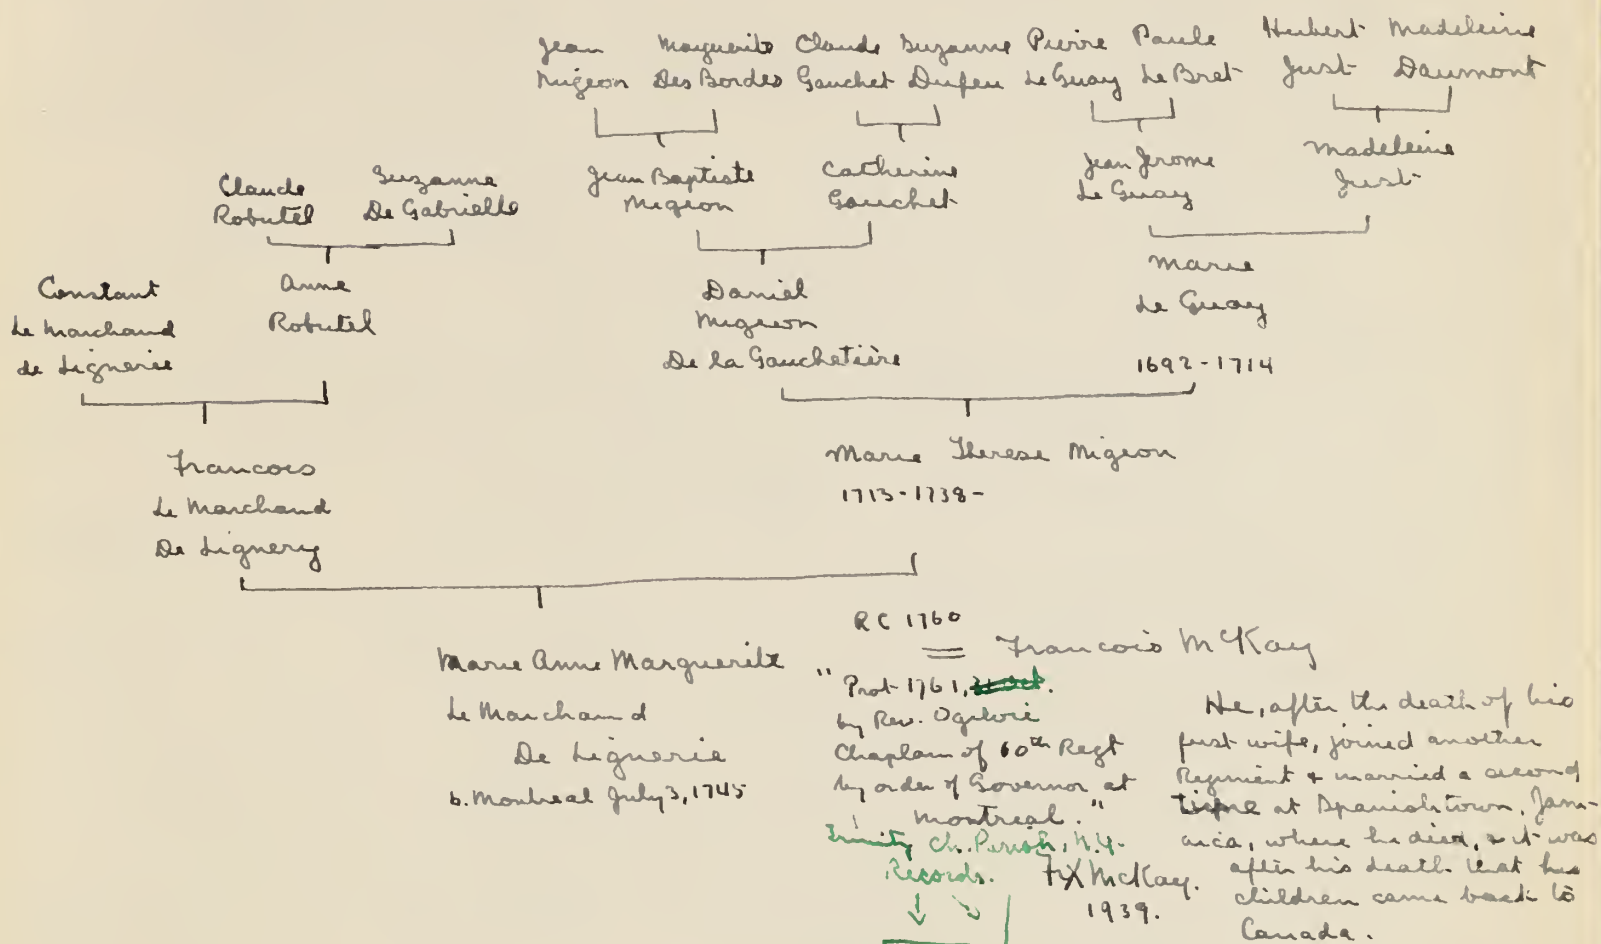 Jean Marguerite Claude Suzanne Pierre Paule Hubert Madeleine
Migeon Des Bordes Gauchet Dufeu Le Guay Le Bret Just Daumont
Claude Suzanne Jean Baptiste Catherine Jean Jerome Madeleine
Robutel De Gabrielle Migeon Gauchet Le Guay Just
Constant Anne Daniel Marie
Le Marchand Robutel Migeon Le Guay
de Lignerie De La Gauchetière 1692-1714
Francois Marie Therese Migeon
Le Marchand 1713-1738-
De Lignery
Marie Anne Marguerite
Le Marchand
De Lignerie
b. Montreal July 3, 1745
RC 1760
= Francois McKay
" Prot 1761,
by Rev. Ogilvie
Chaplain of 60th Regt
by order of Governor at
Montreal."
Trinity Ch. Parish, N.Y.
Records.
FX McKay.
1939.
He, after the death of his
first wife, joined another
Regiment + married a second
time at Spanishtown, Jam-
aica, where he died, & it was
after his death that his
children came back to
Canada.